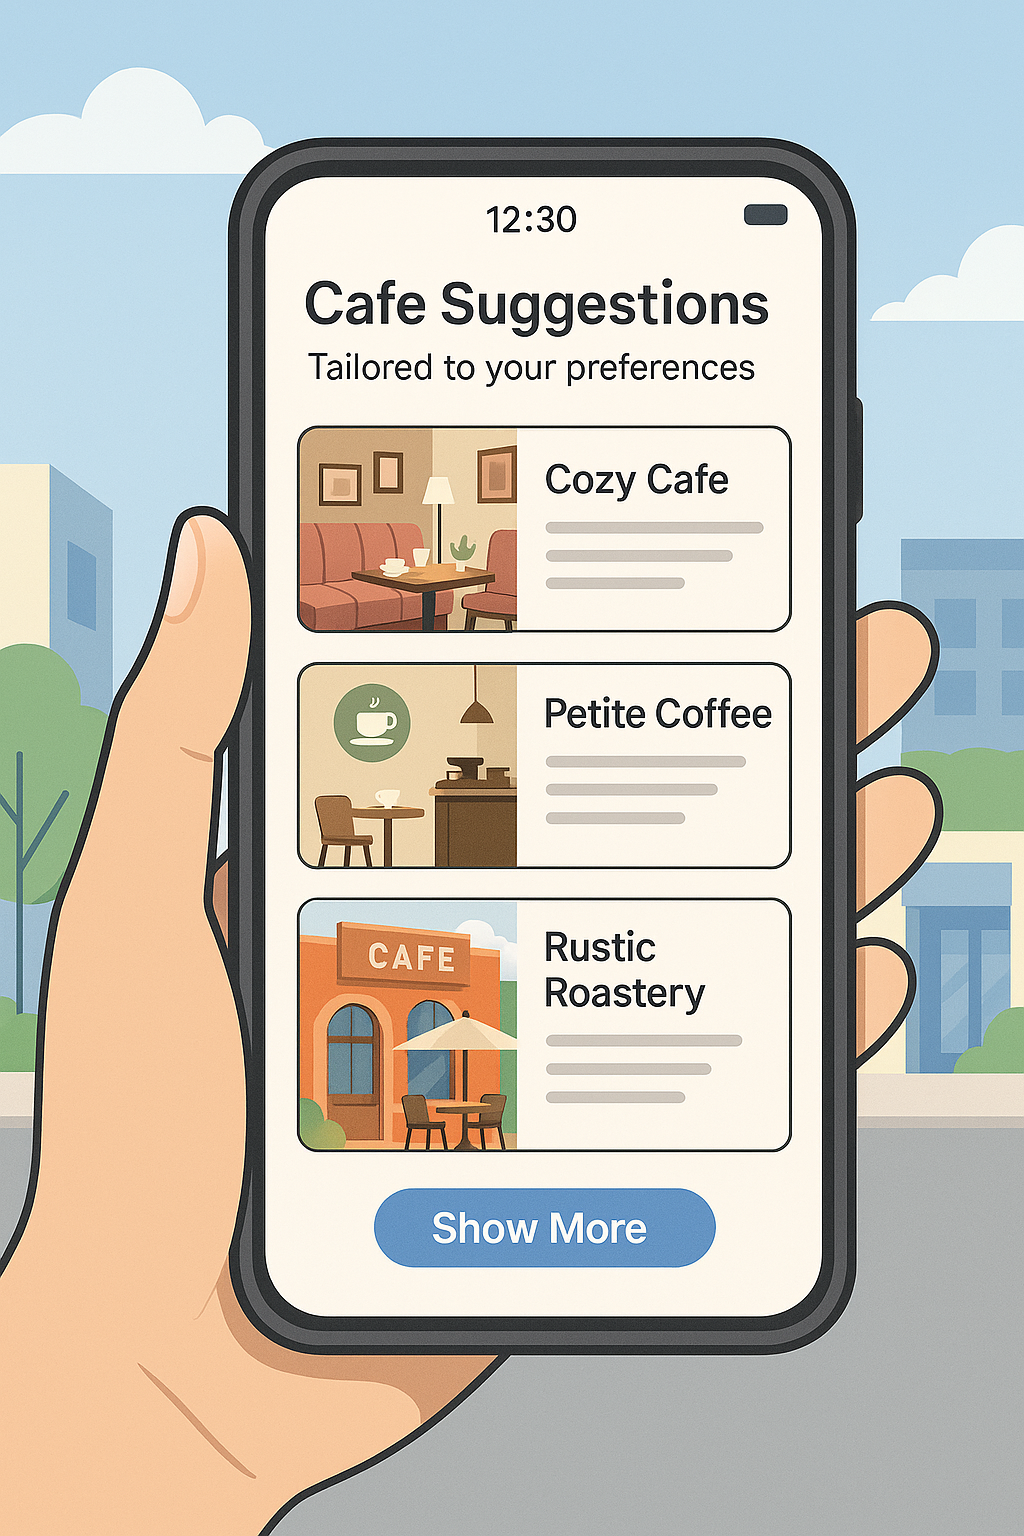 12:30
Cafe Suggestions
Tailored to your preferences
Cozy Cafe
Petite Coffee
CAFE
Rustic
Roastery
Show More